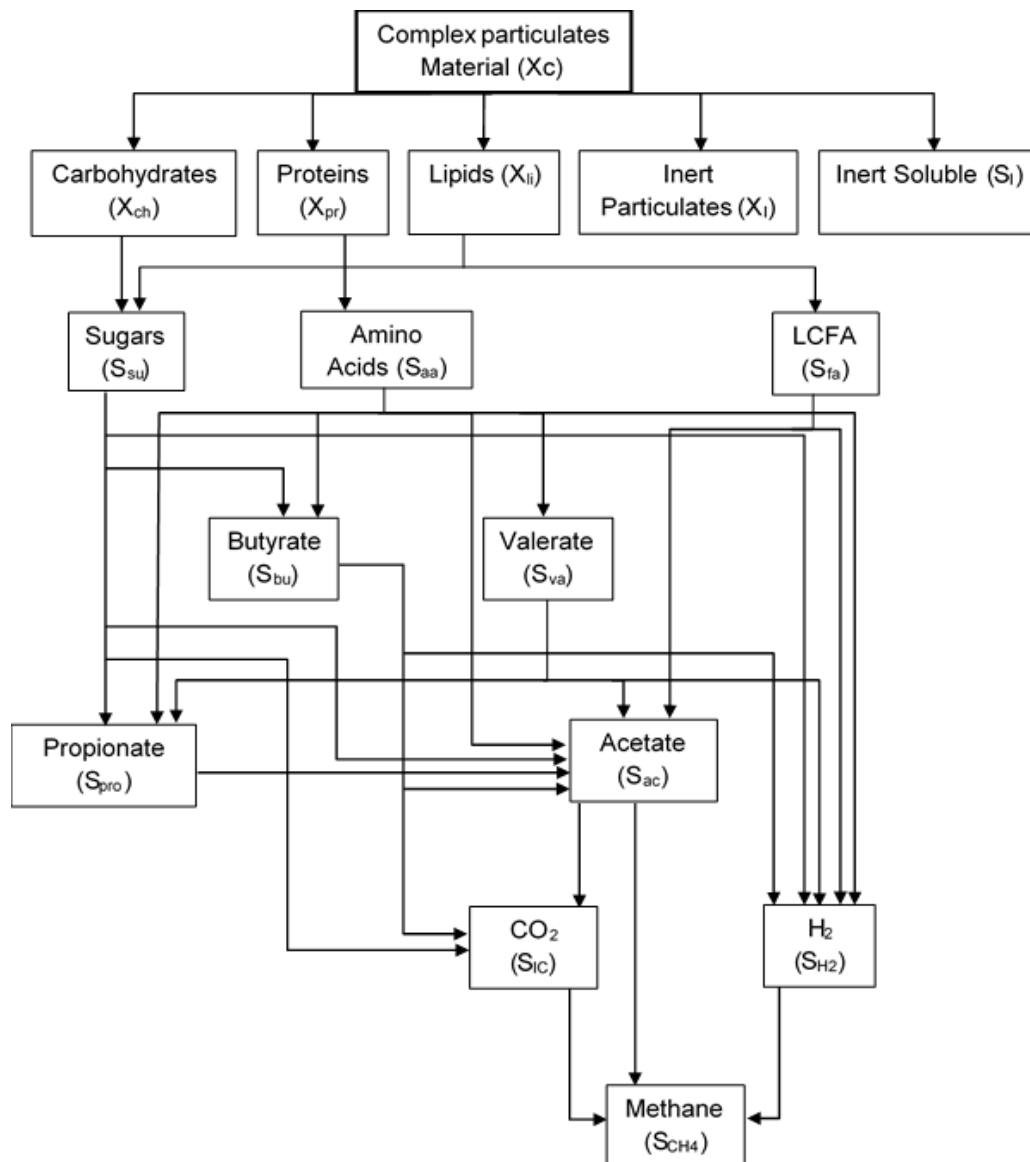 Complex particulates
Material (Xc)
Carbohydrates
(Xch)
Proteins
(Xpr)
Lipids (Xli)
Inert
Particulates (XI)
Inert Soluble (SI)
Sugars
(Ssu)
Amino
Acids (Saa)
LCFA
(Sfa)
Butyrate
(Sbu)
Valerate
(Sva)
Propionate
(Spro)
Acetate
(Sac)
CO2
(SIC)
H2
(SH2)
Methane
(SCH4)